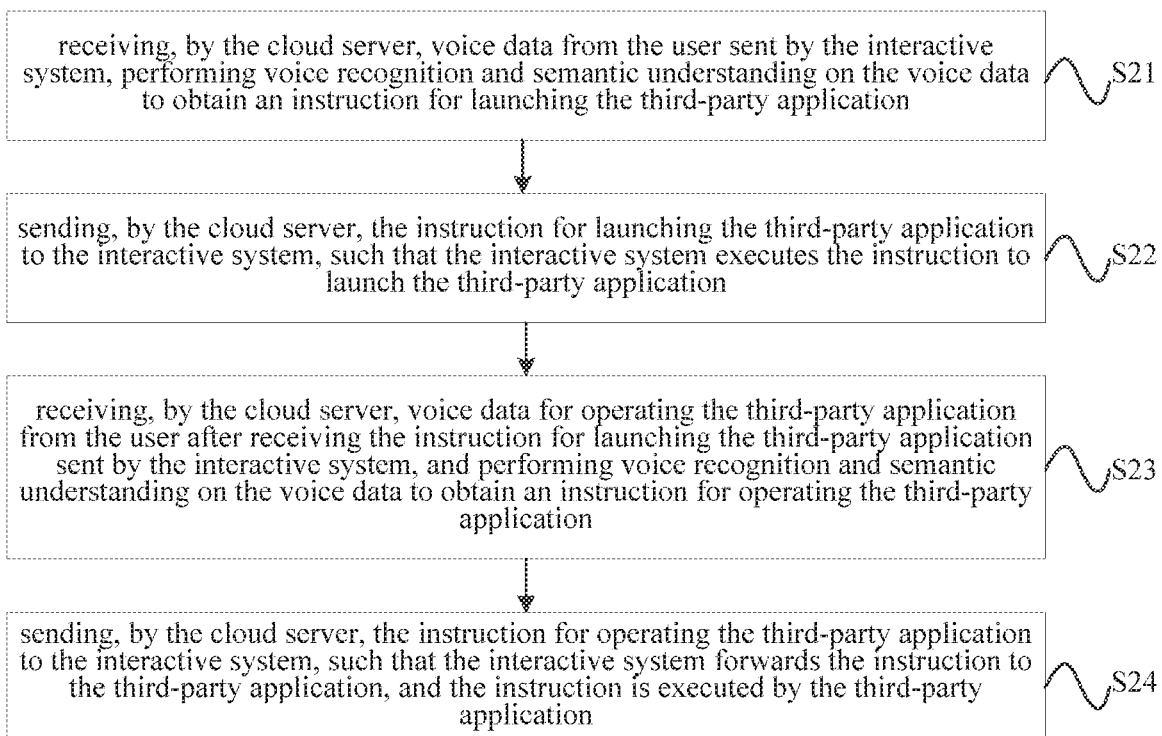 receiving, by the cloud server, voice data from the user sent by the interactive
system, performing voice recognition and semantic understanding on the voice data
to obtain an instruction for launching the third-party application
S21
sending, by the cloud server, the instruction for launching the third-party application
to the interactive system, such that the interactive system executes the instruction to
launch the third-party application
S22
receiving, by the cloud server, voice data for operating the third-party application
from the user after receiving the instruction for launching the third-party application
sent by the interactive system, and performing voice recognition and semantic
understanding on the voice data to obtain an instruction for operating the third-party
application
S23
sending, by the cloud server, the instruction for operating the third-party application
to the interactive system, such that the interactive system forwards the instruction to
the third-party application, and the instruction is executed by the third-party
application
S24